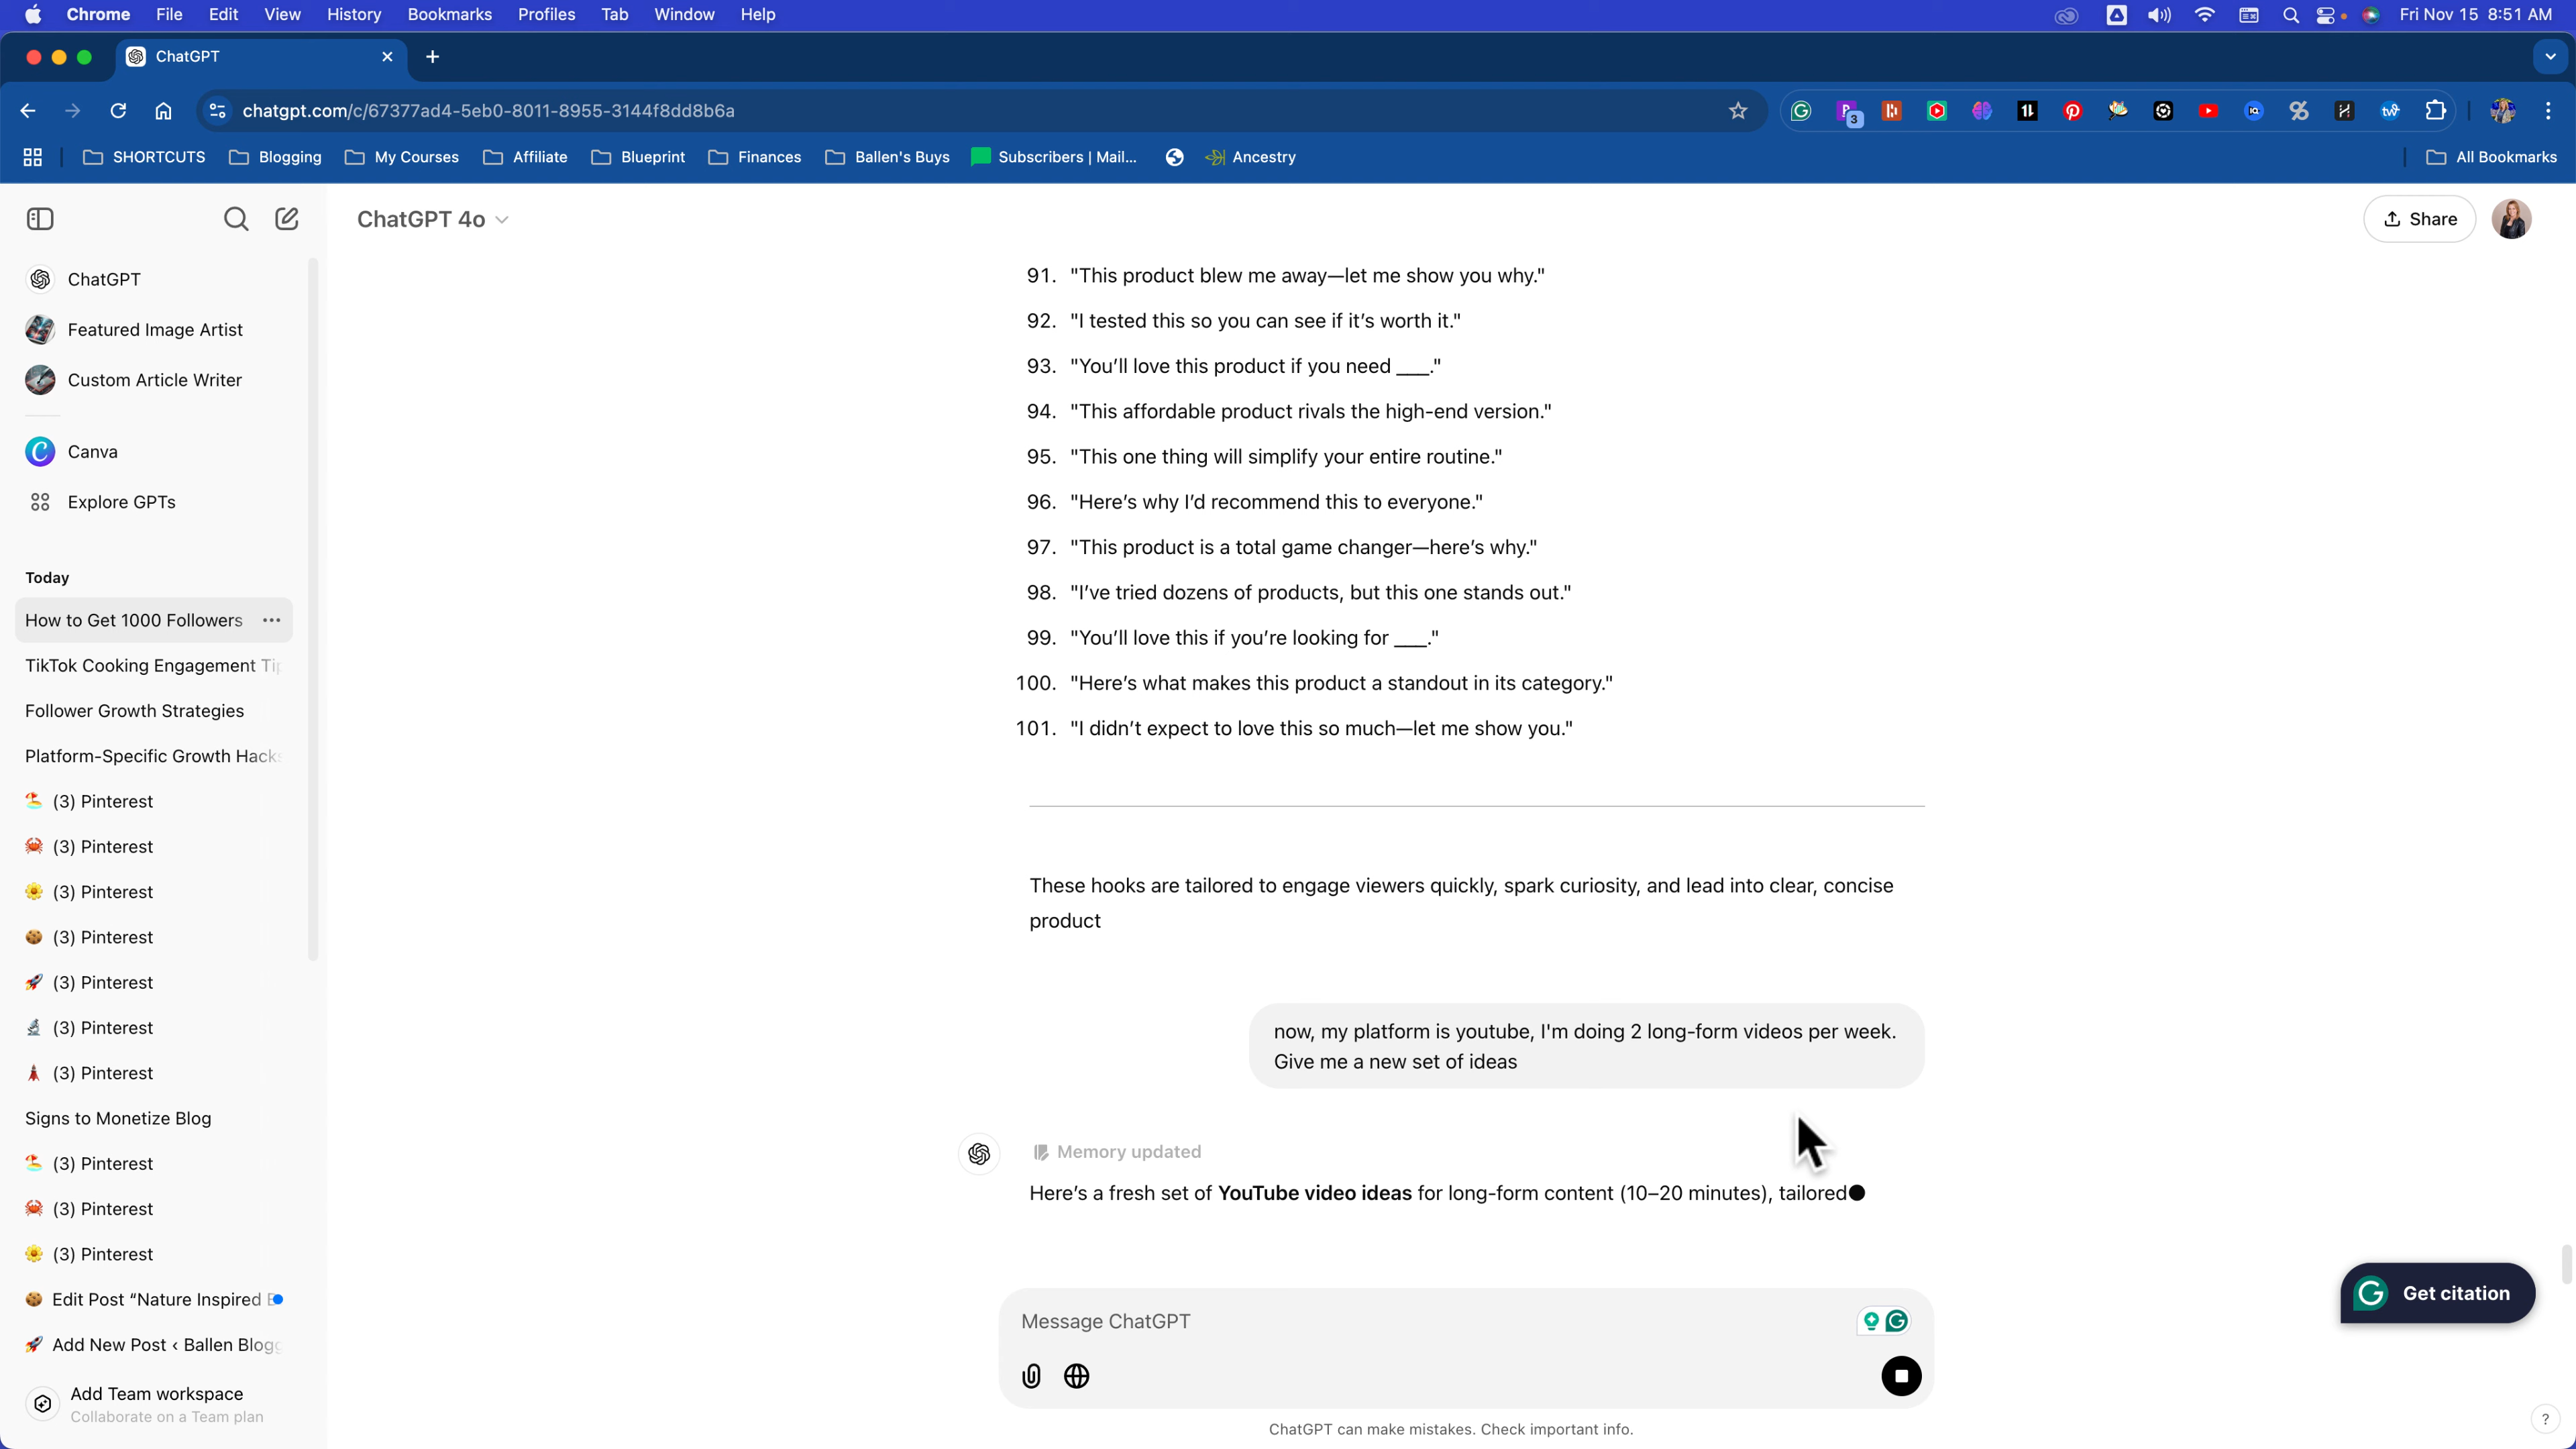 Chrome File Edit View History Bookmarks Profiles Tab Window Help Fri Nov 15 8:51 AM
ChatGPT
chatgpt.com/c/67377ad4-5eb0-8011-8955-3144f8dd8b6a
3
SHORTCUTS Blogging My Courses Affiliate Blueprint Finances Ballen's Buys Subscribers | Mail... Ancestry All Bookmarks
ChatGPT 4o Share
ChatGPT
Featured Image Artist
Custom Article Writer
Canva
Explore GPTs
Today
How to Get 1000 Followers
TikTok Cooking Engagement Tip
Follower Growth Strategies
Platform-Specific Growth Hacks
(3) Pinterest
(3) Pinterest
(3) Pinterest
(3) Pinterest
(3) Pinterest
(3) Pinterest
(3) Pinterest
Signs to Monetize Blog
(3) Pinterest
(3) Pinterest
(3) Pinterest
Edit Post “Nature Inspired
Add New Post ‹ Ballen Blogg
Add Team workspace
Collaborate on a Team plan
91. "This product blew me away—let me show you why."
92. "I tested this so you can see if it’s worth it."
93. "You’ll love this product if you need ___."
94. "This affordable product rivals the high-end version."
95. "This one thing will simplify your entire routine."
96. "Here’s why I’d recommend this to everyone."
97. "This product is a total game changer—here’s why."
98. "I’ve tried dozens of products, but this one stands out."
99. "You’ll love this if you’re looking for ___."
100. "Here’s what makes this product a standout in its category."
101. "I didn’t expect to love this so much—let me show you."
These hooks are tailored to engage viewers quickly, spark curiosity, and lead into clear, concise
product
now, my platform is youtube, I'm doing 2 long-form videos per week.
Give me a new set of ideas
Memory updated
Here’s a fresh set of YouTube video ideas for long-form content (10–20 minutes), tailored
Get citation
Message ChatGPT
ChatGPT can make mistakes. Check important info.
?